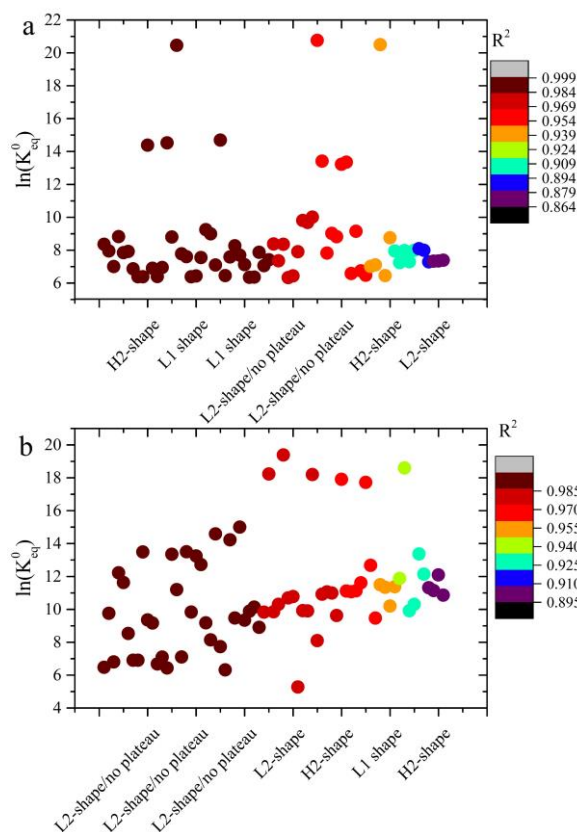 a
R²
22
20
18
16
14
12
10
8
6
ln(K⁰eq)
0.999
0.984
0.969
0.954
0.939
0.924
0.909
0.894
0.879
0.864
H2-shape
L1 shape
L1 shape
L2-shape/no plateau
L2-shape/no plateau
H2-shape
L2-shape
b
R²
20
18
16
14
12
10
8
6
4
ln(K⁰eq)
0.985
0.970
0.955
0.940
0.925
0.910
0.895
L2-shape/no plateau
L2-shape/no plateau
L2-shape/no plateau
L2-shape
H2-shape
L1 shape
H2-shape